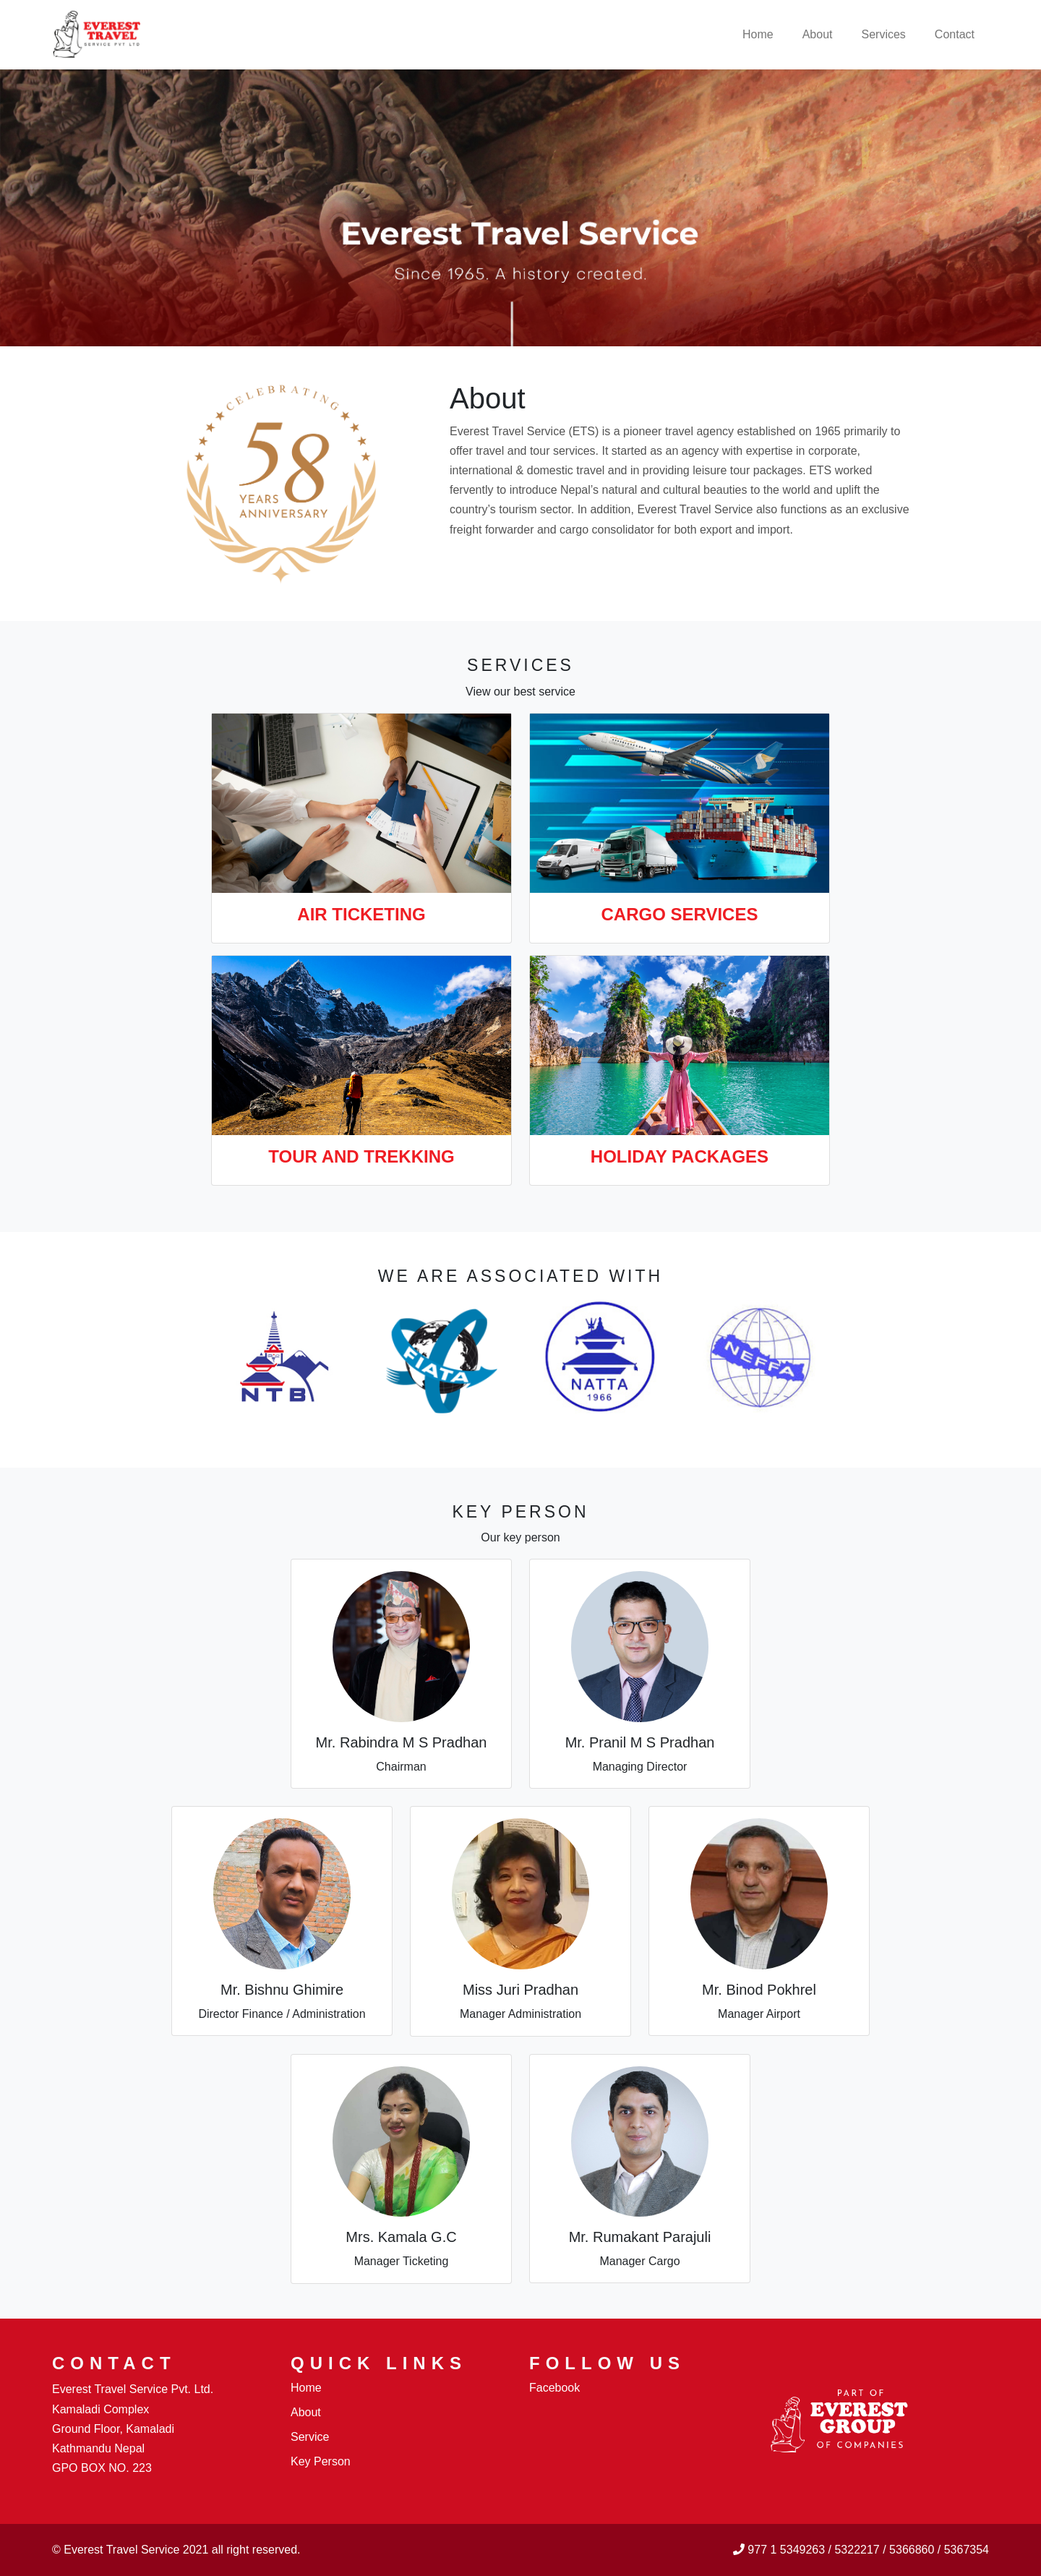 EVEREST
TRAVEL
SERVICE PVT LTD
Home
About
Services
Contact
Everest Travel Service
Since 1965. A history created.
CELEBRATING
58
YEARS
ANNIVERSARY
About
Everest Travel Service (ETS) is a pioneer travel agency established on 1965 primarily to
offer travel and tour services. It started as an agency with expertise in corporate,
international & domestic travel and in providing leisure tour packages. ETS worked
fervently to introduce Nepal's natural and cultural beauties to the world and uplift the
country's tourism sector. In addition, Everest Travel Service also functions as an exclusive
freight forwarder and cargo consolidator for both export and import.
SERVICES
View our best service
AIR TICKETING
CARGO SERVICES
TOUR AND TREKKING
HOLIDAY PACKAGES
WE ARE ASSOCIATED WITH
NTB
FIATA
NATTA
1966
NEFFA
KEY PERSON
Our key person
Mr. Rabindra M S Pradhan
Chairman
Mr. Pranil M S Pradhan
Managing Director
Mr. Bishnu Ghimire
Director Finance / Administration
Miss Juri Pradhan
Manager Administration
Mr. Binod Pokhrel
Manager Airport
Mrs. Kamala G.C
Manager Ticketing
Mr. Rumakant Parajuli
Manager Cargo
CONTACT
Everest Travel Service Pvt. Ltd.
Kamaladi Complex
Ground Floor, Kamaladi
Kathmandu Nepal
GPO BOX NO. 223
QUICK LINKS
Home
About
Service
Key Person
FOLLOW US
Facebook
PART OF
EVEREST
GROUP
OF COMPANIES
© Everest Travel Service 2021 all right reserved.
977 1 5349263 / 5322217 / 5366860 / 5367354